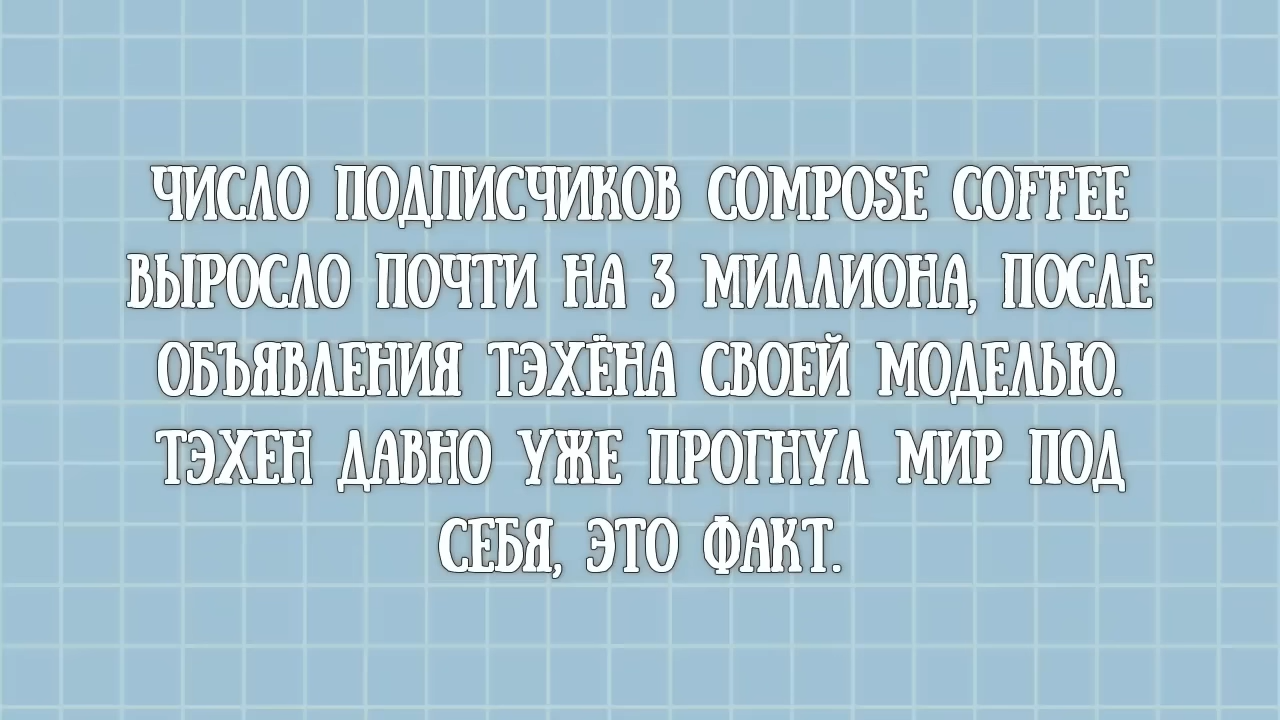 ЧИСЛО ПОДПИСЧИКОВ COMPOSE COFFEE
ВЫРОСЛО ПОЧТИ НА 3 МИЛЛИОНА, ПОСЛЕ
ОБЪЯВЛЕНИЯ ТЭХЁНА СВОЕЙ МОДЕЛЬЮ.
ТЭХЕН ДАВНО УЖЕ ПРОГНУЛ МИР ПОД
СЕБЯ, ЭТО ФАКТ.